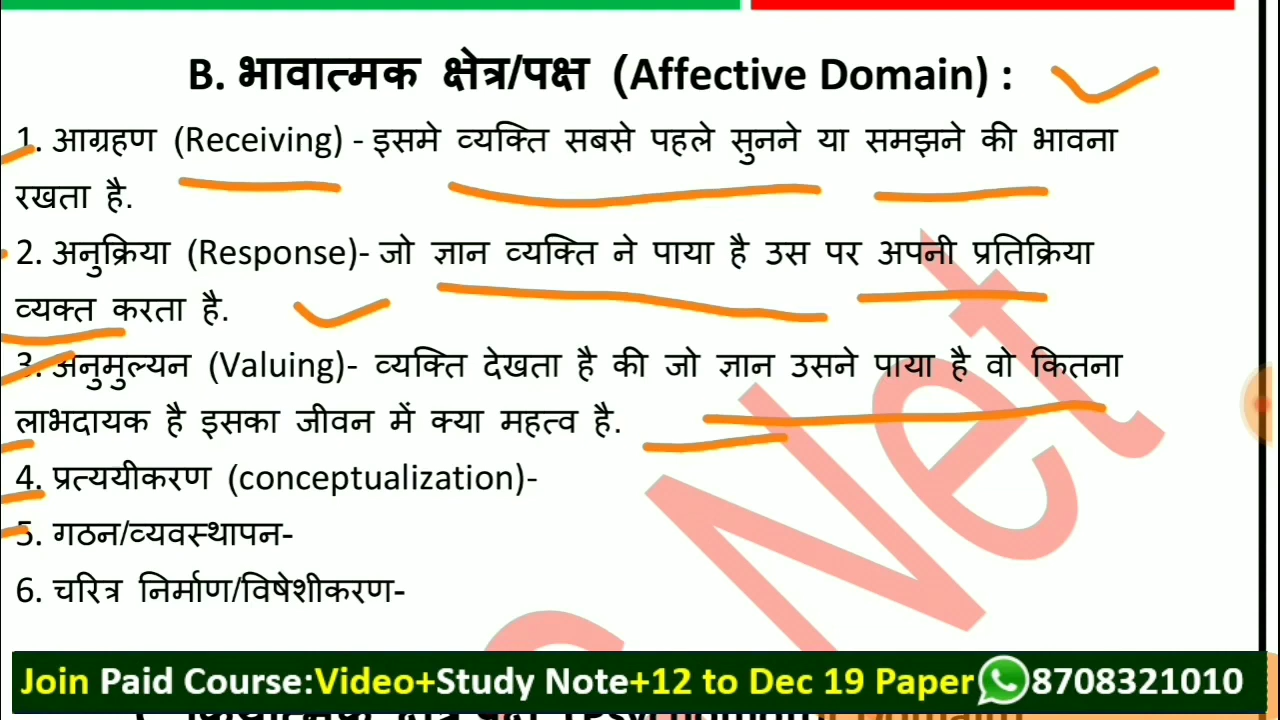 B. भावात्मक क्षेत्र/पक्ष (Affective Domain) :
1. आग्रहण (Receiving) - इसमे व्यक्ति सबसे पहले सुनने या समझने की भावना
रखता है.
2. अनुक्रिया (Response)- जो ज्ञान व्यक्ति ने पाया है उस पर अपनी प्रतिक्रिया
व्यक्त करता है.
3. अनुमुल्यन (Valuing)- व्यक्ति देखता है की जो ज्ञान उसने पाया है वो कितना
लाभदायक है इसका जीवन में क्या महत्व है.
4. प्रत्ययीकरण (conceptualization)-
5. गठन/व्यवस्थापन-
6. चरित्र निर्माण/विषेशीकरण-
Net
Join Paid Course:Video+Study Note+12 to Dec 19 Paper 8708321010